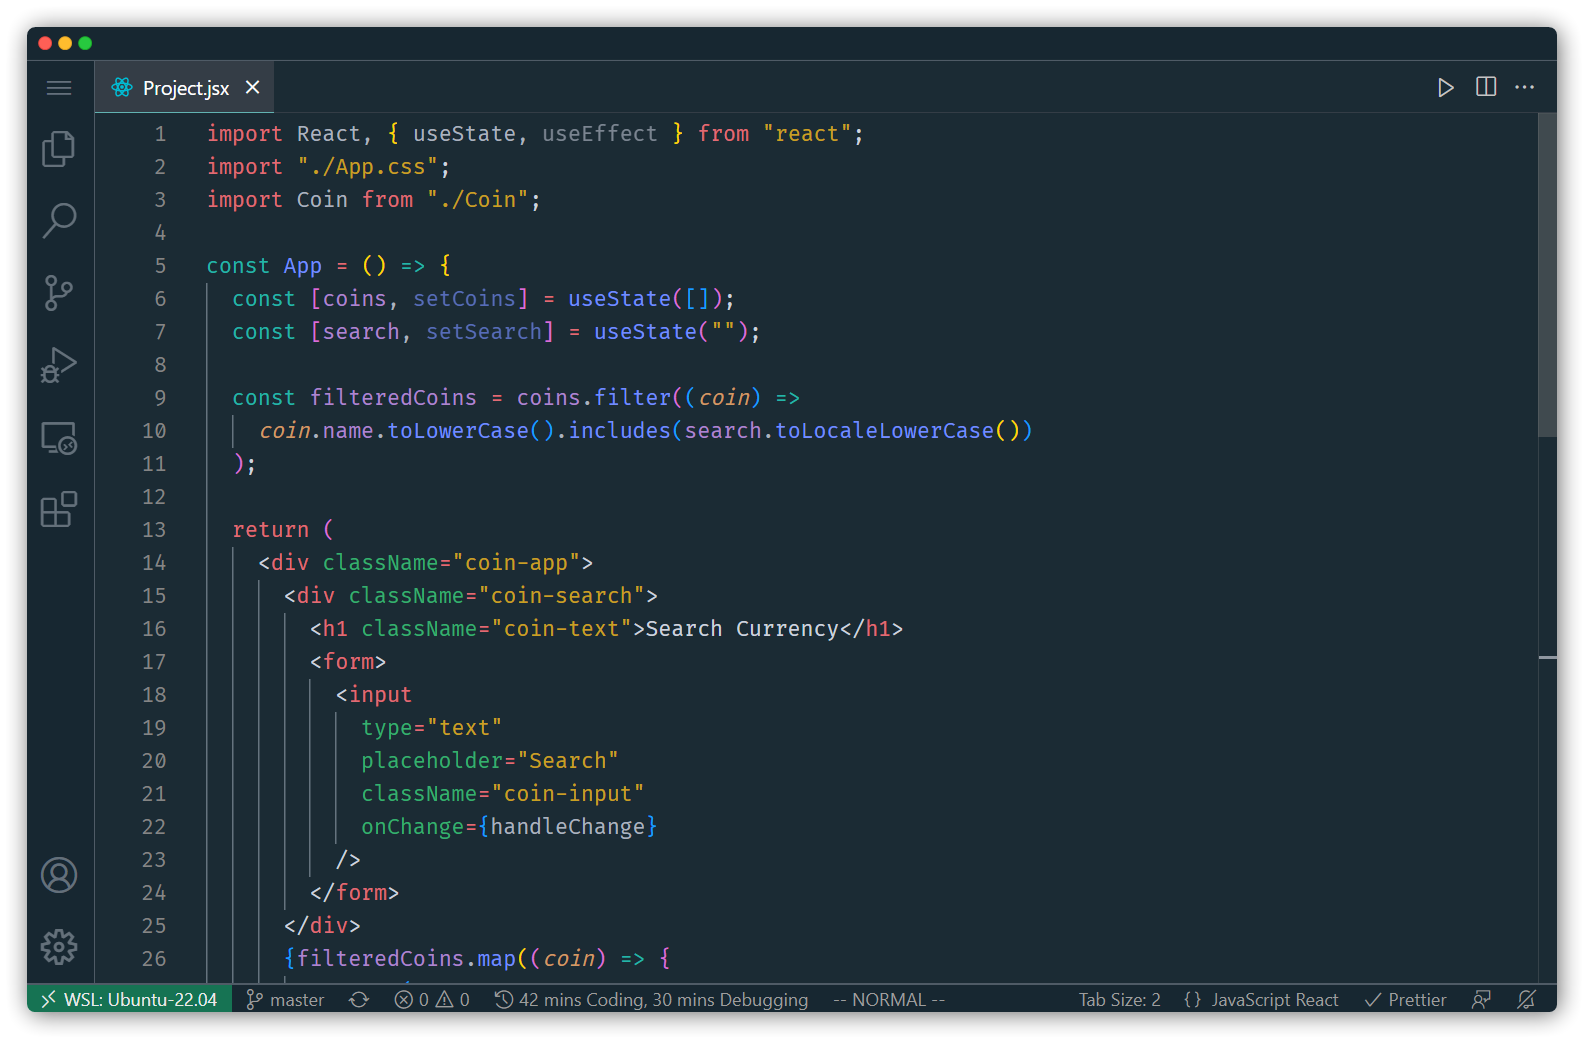 Project.jsx
1 import React, { useState, useEffect } from "react";
2 import "./App.css";
3 import Coin from "./Coin";
4
5 const App = () => {
6   const [coins, setCoins] = useState([]);
7   const [search, setSearch] = useState("");
8
9   const filteredCoins = coins.filter((coin) =>
10     coin.name.toLowerCase().includes(search.toLocaleLowerCase())
11   );
12
13   return (
14     <div className="coin-app">
15       <div className="coin-search">
16         <h1 className="coin-text">Search Currency</h1>
17         <form>
18           <input
19             type="text"
20             placeholder="Search"
21             className="coin-input"
22             onChange={handleChange}
23           />
24         </form>
25       </div>
26       {filteredCoins.map((coin) => {
WSL: Ubuntu-22.04 master 0 0 42 mins Coding, 30 mins Debugging -- NORMAL -- Tab Size: 2 {} JavaScript React Prettier